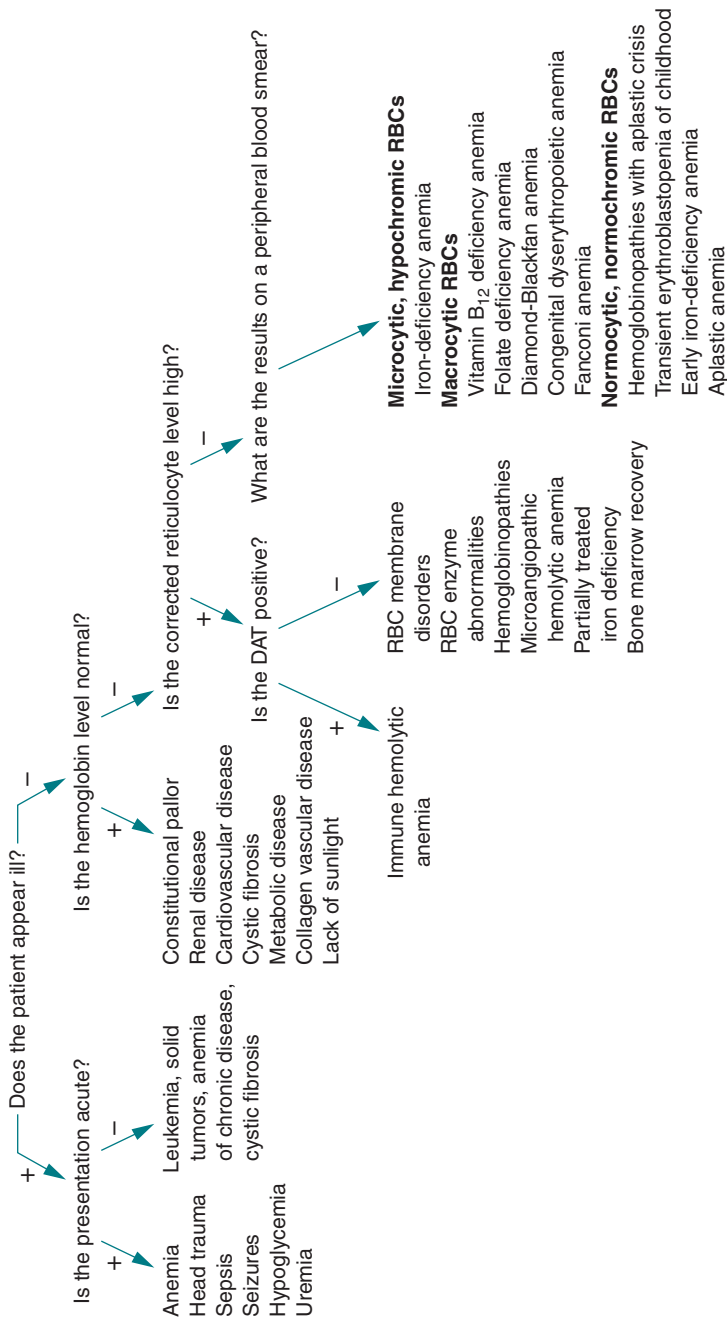 Does the patient appear ill?
+
−
Is the presentation acute?
+
−
Anemia
Head trauma
Sepsis
Seizures
Hypoglycemia
Uremia
Leukemia, solid
tumors, anemia
of chronic disease,
cystic fibrosis
Is the hemoglobin level normal?
+
−
Constitutional pallor
Renal disease
Cardiovascular disease
Cystic fibrosis
Metabolic disease
Collagen vascular disease
Lack of sunlight
Is the corrected reticulocyte level high?
+
−
Is the DAT positive?
+
−
Immune hemolytic
anemia
RBC membrane
disorders
RBC enzyme
abnormalities
Hemoglobinopathies
Microangiopathic
hemolytic anemia
Partially treated
iron deficiency
Bone marrow recovery
What are the results on a peripheral blood smear?
Microcytic, hypochromic RBCs
Iron-deficiency anemia
Macrocytic RBCs
Vitamin B₁₂ deficiency anemia
Folate deficiency anemia
Diamond-Blackfan anemia
Congenital dyserythropoietic anemia
Fanconi anemia
Normocytic, normochromic RBCs
Hemoglobinopathies with aplastic crisis
Transient erythroblastopenia of childhood
Early iron-deficiency anemia
Aplastic anemia